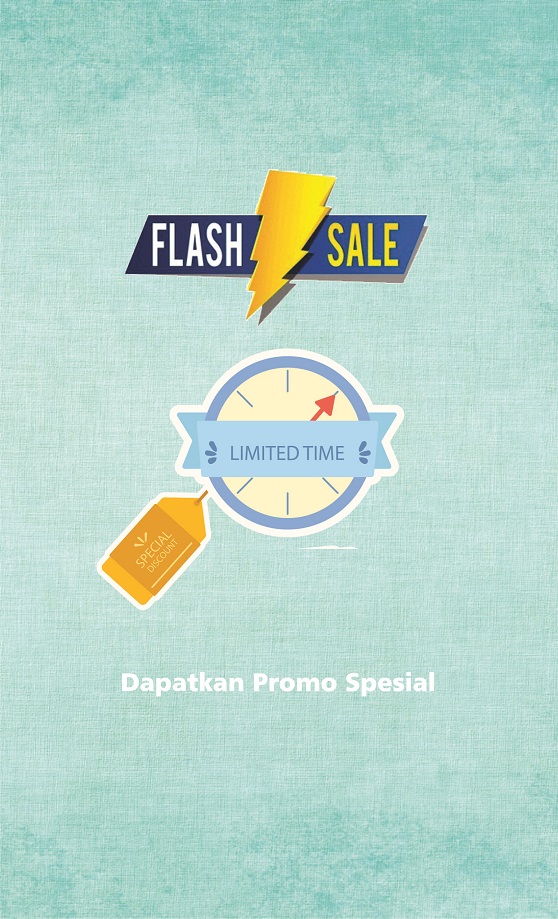 FLASH SALE
LIMITED TIME
SPECIAL
DISCOUNT
Dapatkan Promo Spesial